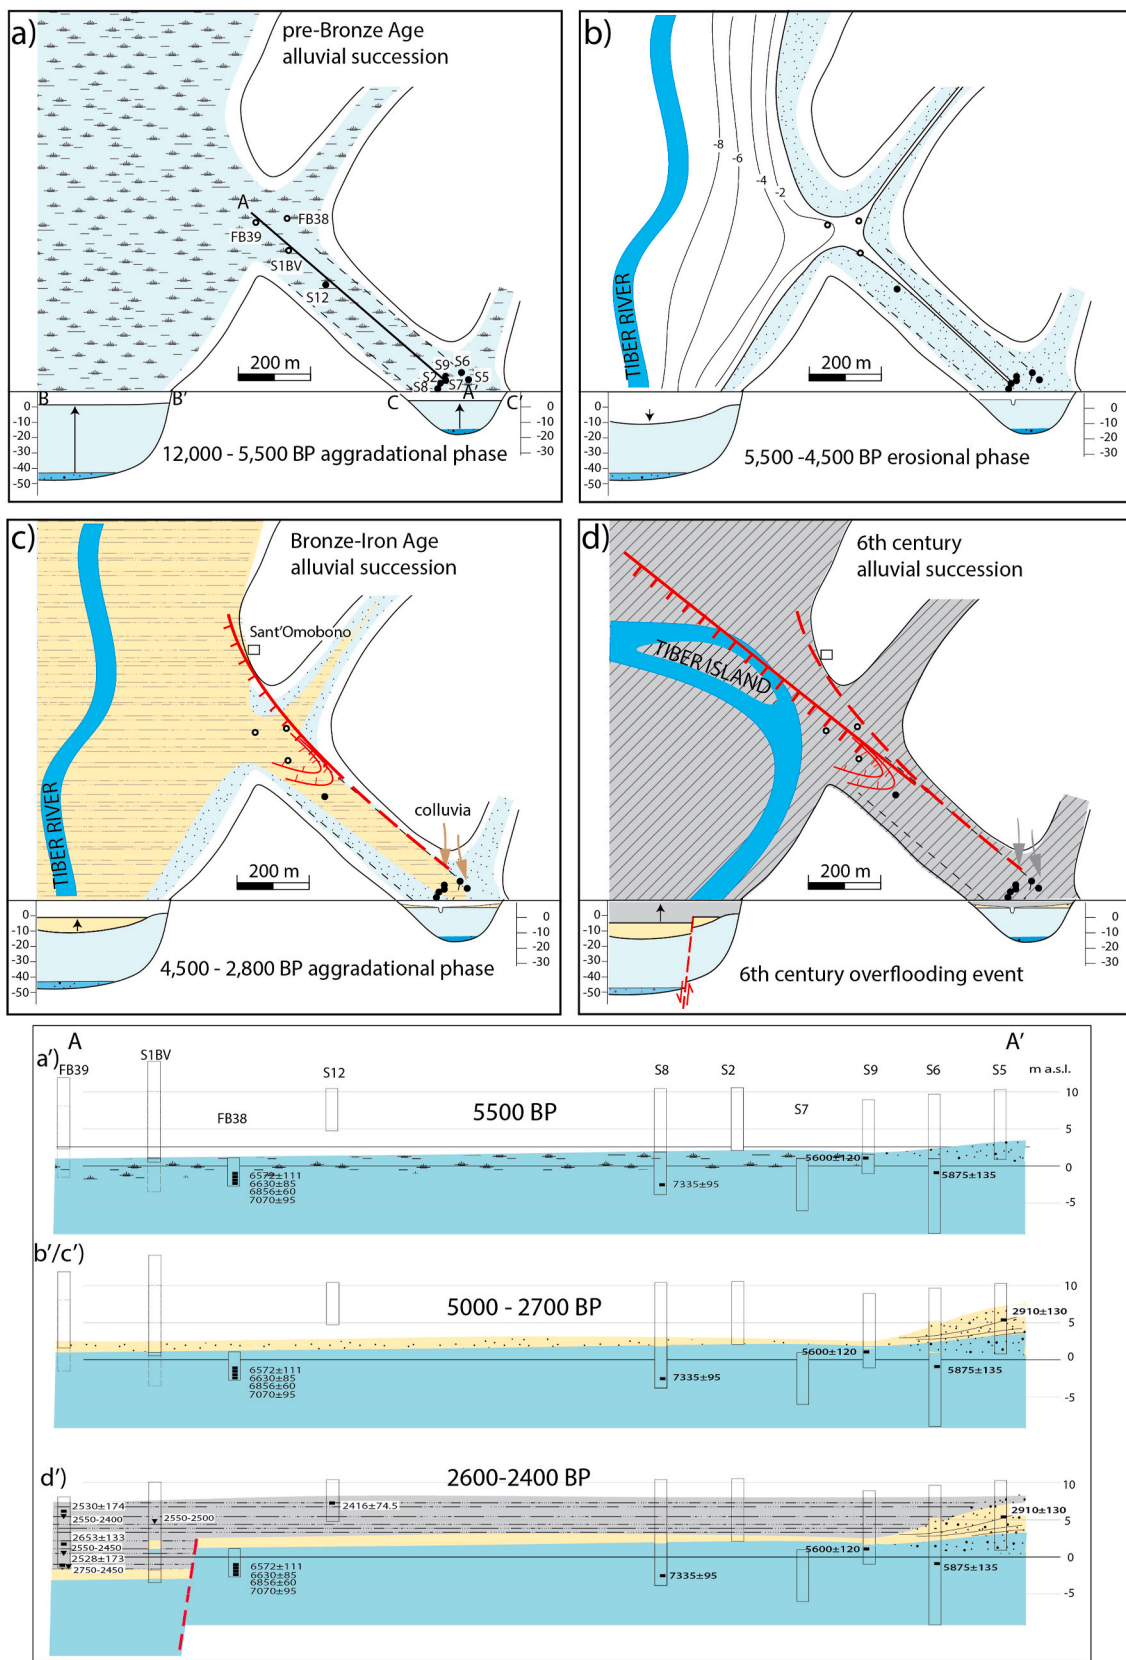 a)
pre-Bronze Age
alluvial succession
A
FB38
FB39
S1BV
S12
200 m
S9
S6
S2
S7
S5
S8
A'
B
B'
C
C'
0
-10
-20
-30
-40
-50
0
-10
-20
-30
12,000 - 5,500 BP aggradational phase
b)
-8
-6
-4
-2
TIBER RIVER
200 m
0
-10
-20
-30
-40
-50
0
-10
-20
-30
5,500 -4,500 BP erosional phase
c)
Bronze-Iron Age
alluvial succession
Sant'Omobono
TIBER RIVER
colluvia
200 m
0
-10
-20
-30
-40
-50
0
-10
-20
-30
4,500 - 2,800 BP aggradational phase
d)
6th century
alluvial succession
TIBER ISLAND
200 m
0
-10
-20
-30
-40
-50
0
-10
-20
-30
6th century overflooding event
A
A'
a')
FB39
S1BV
FB38
S12
5500 BP
S8
S2
S7
S9
S6
S5
m a.s.l.
10
5
0
-5
6572±111
6630±85
6856±60
7070±95
7335±95
5600±120
5875±135
b'/c')
5000 - 2700 BP
10
5
0
-5
2910±130
6572±111
6630±85
6856±60
7070±95
7335±95
5600±120
5875±135
d')
2600-2400 BP
10
5
0
-5
2530±174
2550-2400
2653±133
2550-2450
2528±173
2750-2450
2550-2500
2416±74.5
2910±130
6572±111
6630±85
6856±60
7070±95
7335±95
5600±120
5875±135